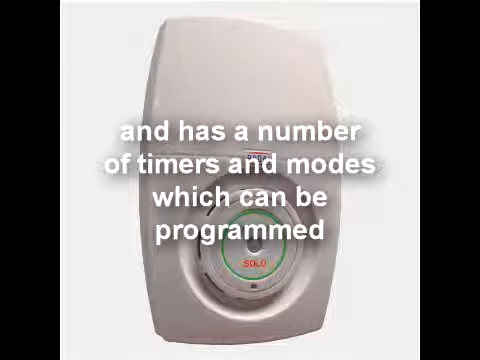 and has a number
of timers and modes
which can be
programmed
SOLO